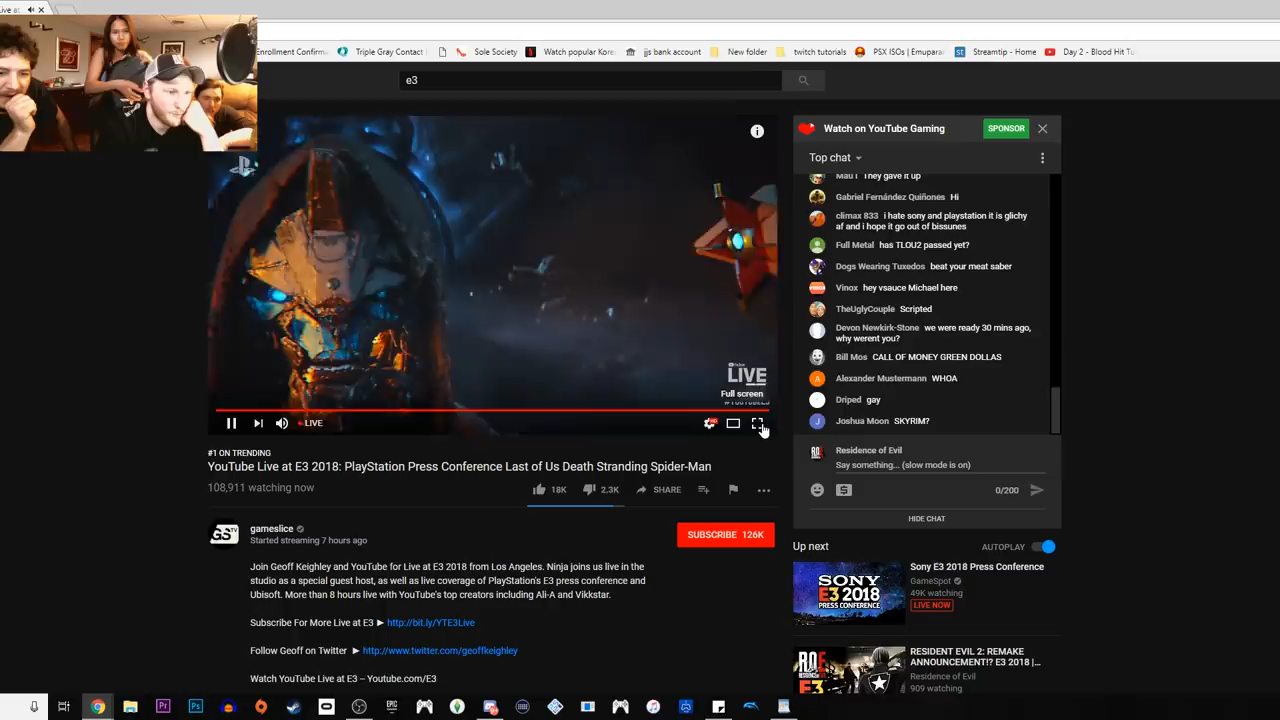 Live at
Enrollment Confirma
Triple Gray Contact
Sole Society
Watch popular Kore
jjs bank account
New folder
twitch tutorials
PSX ISOs | Emuparad
Streamtip - Home
Day 2 - Blood Hit Tu
e3
Watch on YouTube Gaming
SPONSOR
Top chat
Mau1 They gave it up
Gabriel Fernández Quiñones Hi
climax 833 i hate sony and playstation it is glichy
af and i hope it go out of bissunes
Full Metal has TLOU2 passed yet?
Dogs Wearing Tuxedos beat your meat saber
Vinox hey vsauce Michael here
TheUglyCouple Scripted
Devon Newkirk-Stone we were ready 30 mins ago,
why werent you?
Bill Mos CALL OF MONEY GREEN DOLLAS
Alexander Mustermann WHOA
Driped gay
Joshua Moon SKYRIM?
Residence of Evil
Say something... (slow mode is on)
0/200
HIDE CHAT
LIVE
Full screen
LIVE
#1 ON TRENDING
YouTube Live at E3 2018: PlayStation Press Conference Last of Us Death Stranding Spider-Man
108,911 watching now
18K
2.3K
SHARE
GS
gameslice
Started streaming 7 hours ago
SUBSCRIBE 126K
Join Geoff Keighley and YouTube for Live at E3 2018 from Los Angeles. Ninja joins us live in the
studio as a special guest host, as well as live coverage of PlayStation's E3 press conference and
Ubisoft. More than 8 hours live with YouTube's top creators including Ali-A and Vikkstar.
Subscribe For More Live at E3 ► http://bit.ly/YTE3Live
Follow Geoff on Twitter ► http://www.twitter.com/geoffkeighley
Watch YouTube Live at E3 – Youtube.com/E3
Up next
AUTOPLAY
SONY
E3 2018
PRESS CONFERENCE
Sony E3 2018 Press Conference
GameSpot
49K watching
LIVE NOW
R.O.E
E3
RESIDENT EVIL 2: REMAKE
ANNOUNCEMENT!? E3 2018 |...
Residence of Evil
909 watching
Pr
Ps
EPIC